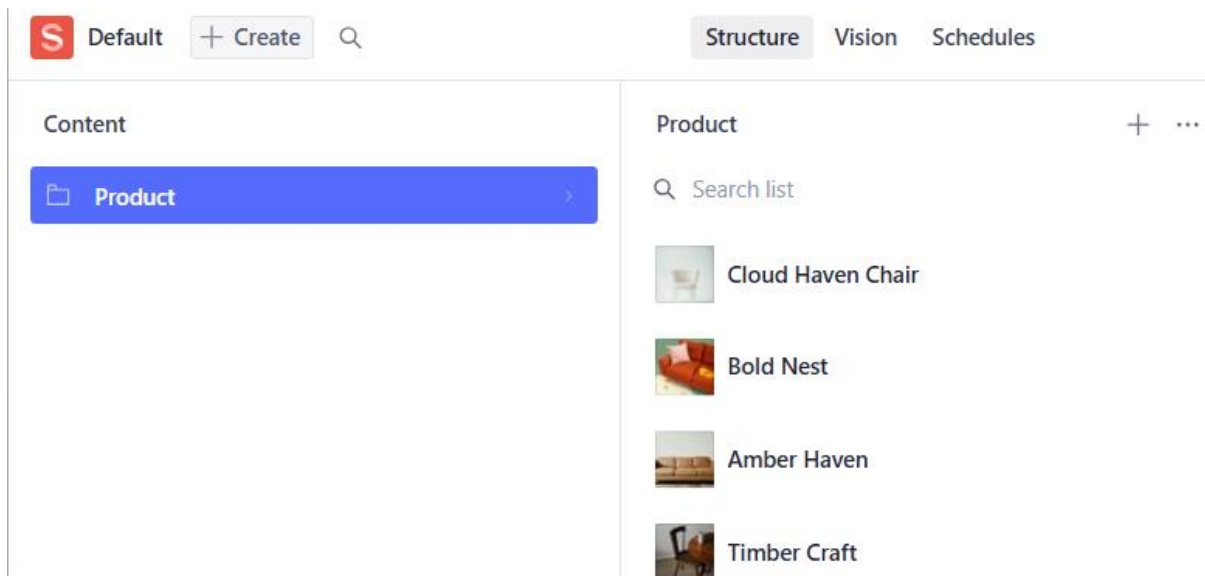 S Default + Create Structure Vision Schedules
Content
Product
Product + ...
Search list
Cloud Haven Chair
Bold Nest
Amber Haven
Timber Craft